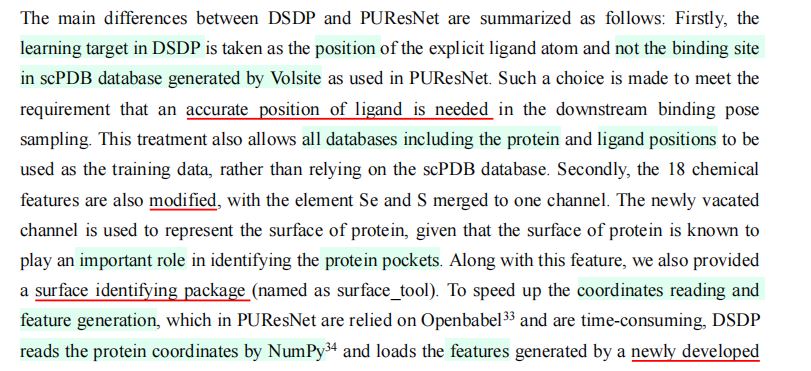 The main differences between DSDP and PUResNet are summarized as follows: Firstly, the
learning target in DSDP is taken as the position of the explicit ligand atom and not the binding site
in scPDB database generated by Volsite as used in PUResNet. Such a choice is made to meet the
requirement that an accurate position of ligand is needed in the downstream binding pose
sampling. This treatment also allows all databases including the protein and ligand positions to be
used as the training data, rather than relying on the scPDB database. Secondly, the 18 chemical
features are also modified, with the element Se and S merged to one channel. The newly vacated
channel is used to represent the surface of protein, given that the surface of protein is known to
play an important role in identifying the protein pockets. Along with this feature, we also provided
a surface identifying package (named as surface_tool). To speed up the coordinates reading and
feature generation, which in PUResNet are relied on Openbabel³³ and are time-consuming, DSDP
reads the protein coordinates by NumPy³⁴ and loads the features generated by a newly developed